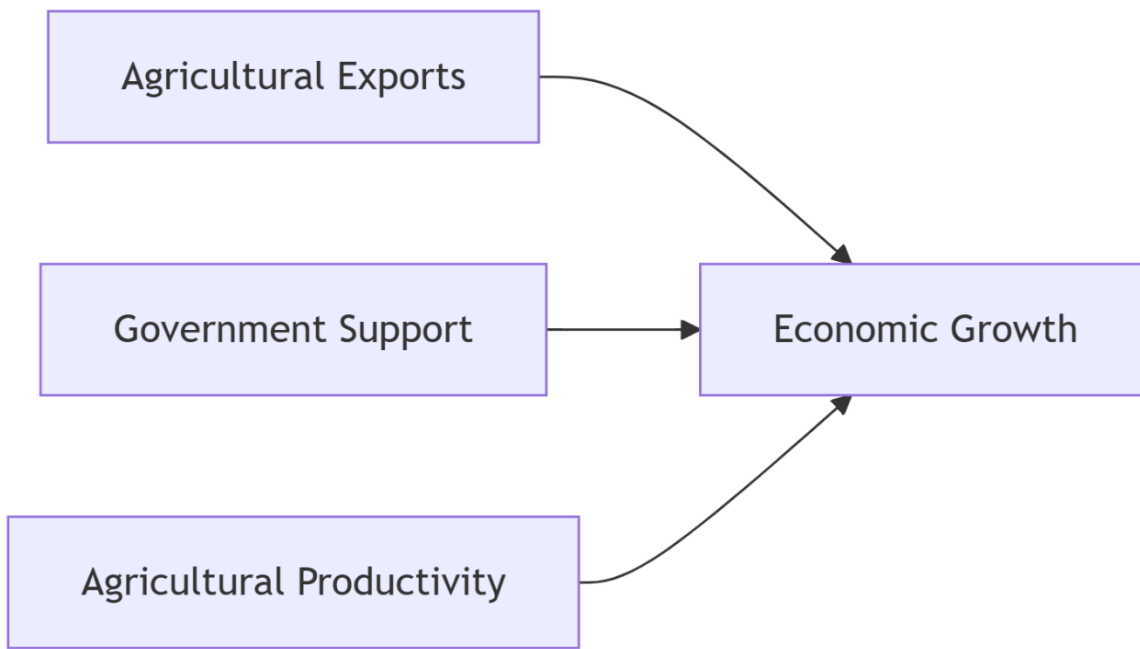 Agricultural Exports
Government Support
Economic Growth
Agricultural Productivity